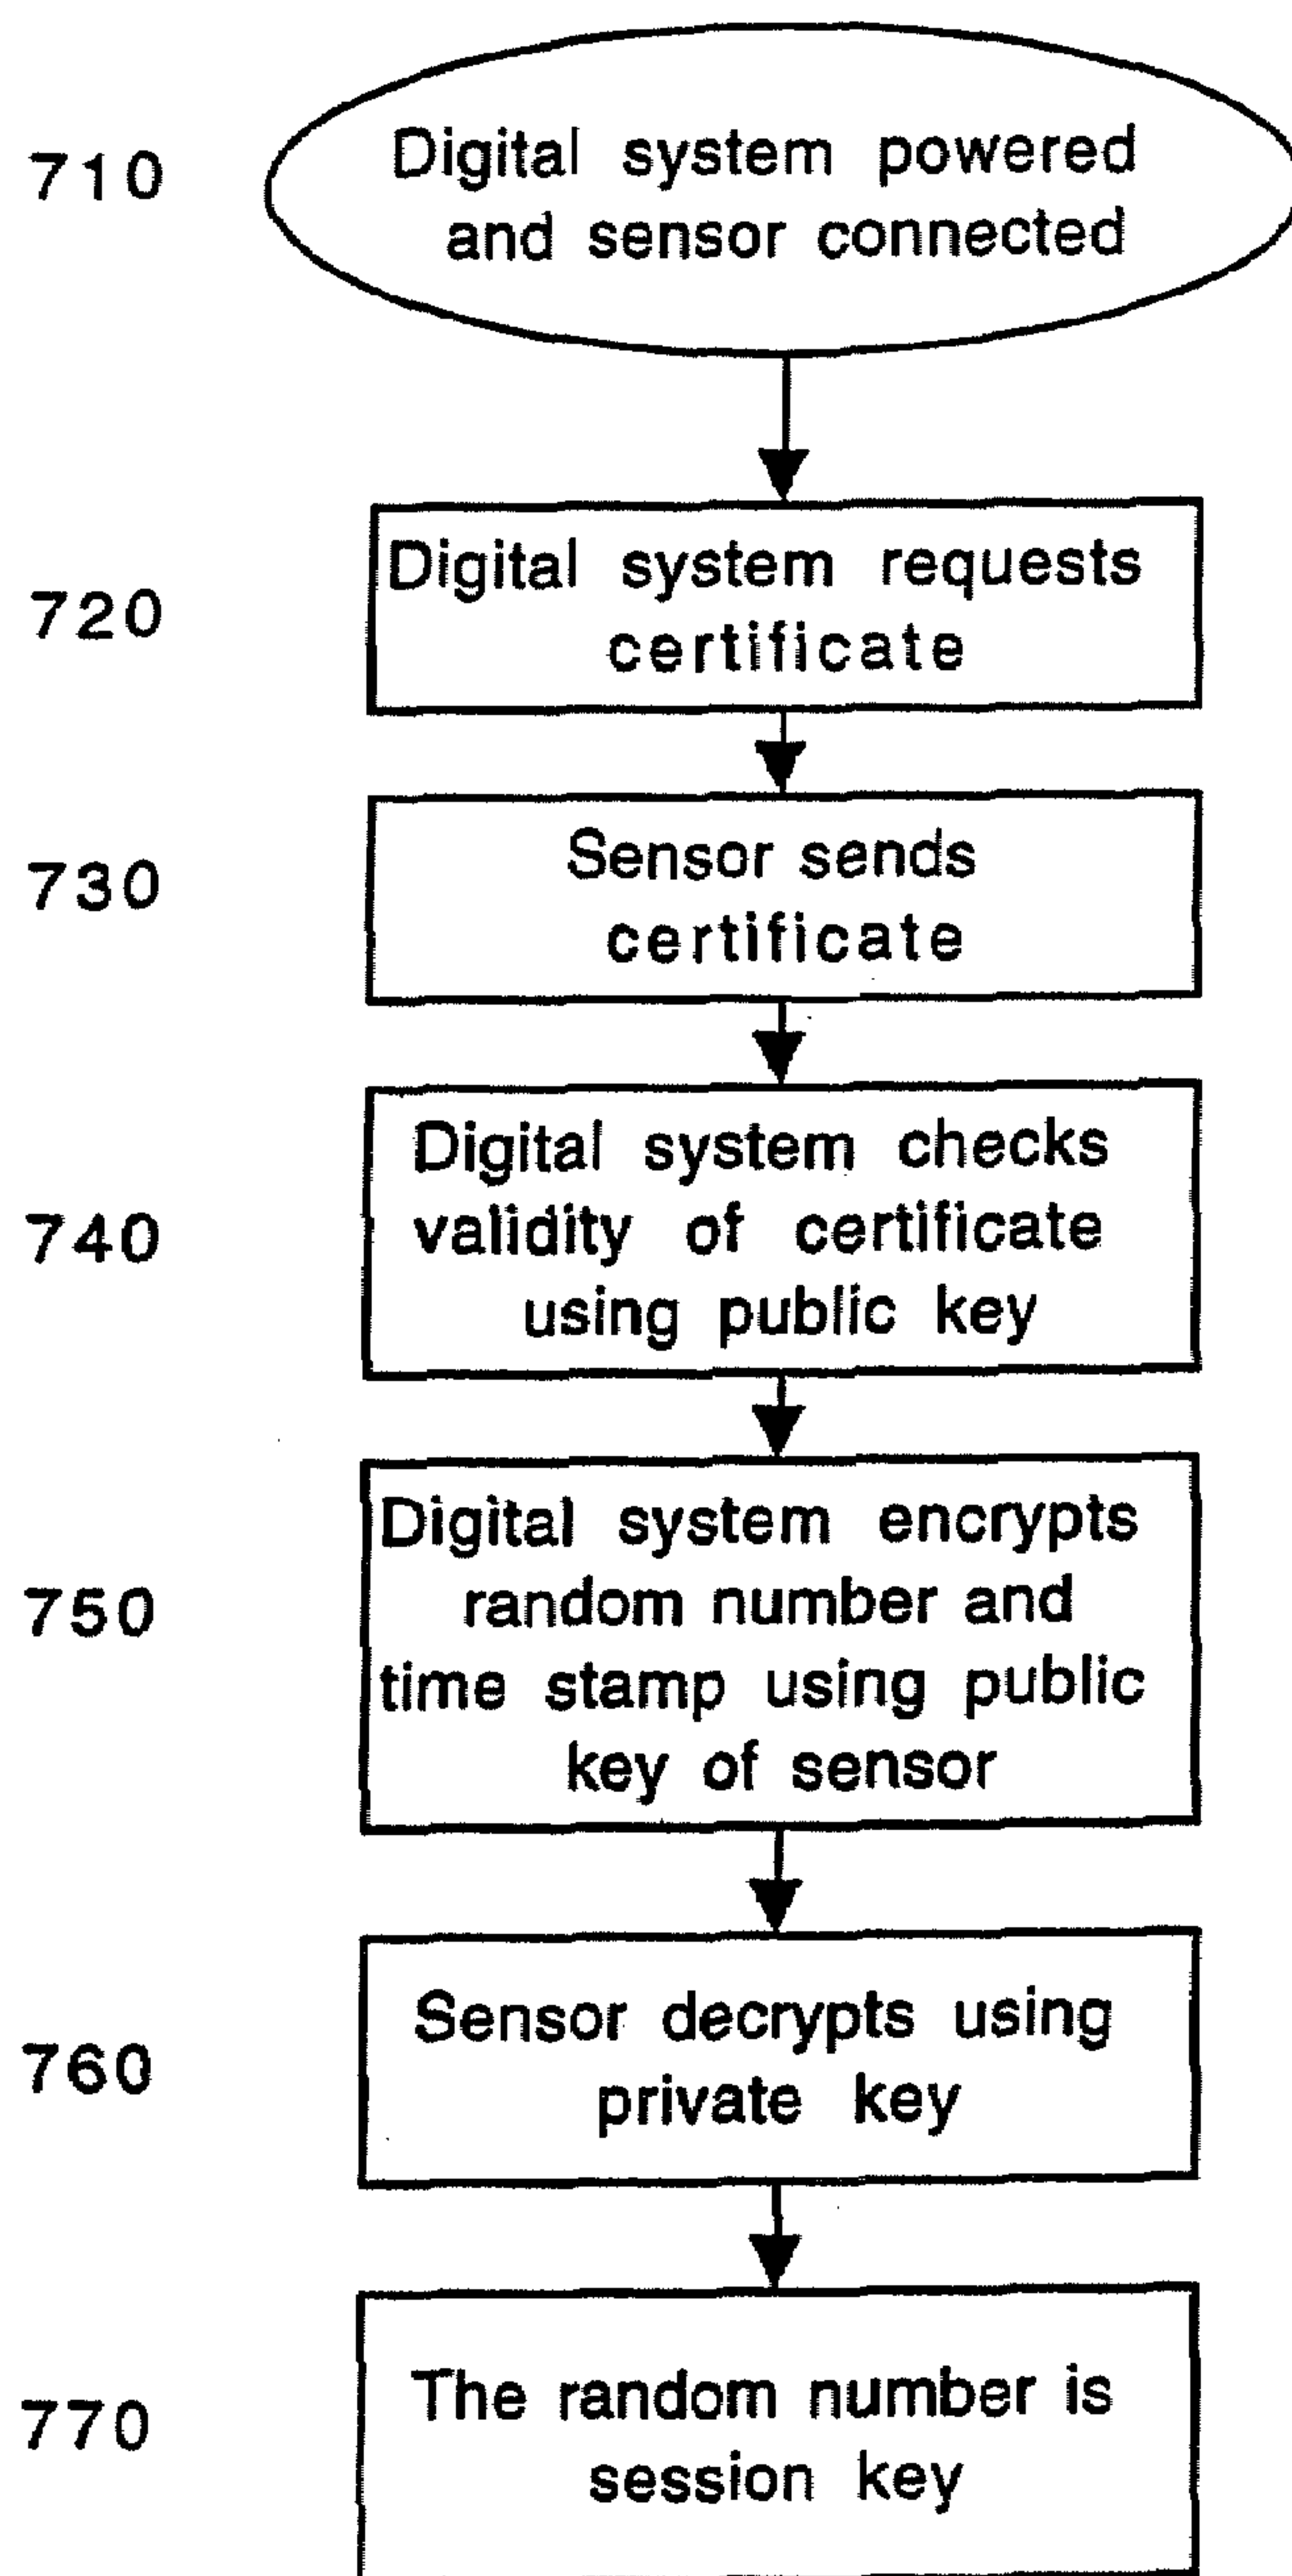 710
Digital system powered
and sensor connected
720
Digital system requests
certificate
730
Sensor sends
certificate
740
Digital system checks
validity of certificate
using public key
750
Digital system encrypts
random number and
time stamp using public
key of sensor
760
Sensor decrypts using
private key
770
The random number is
session key